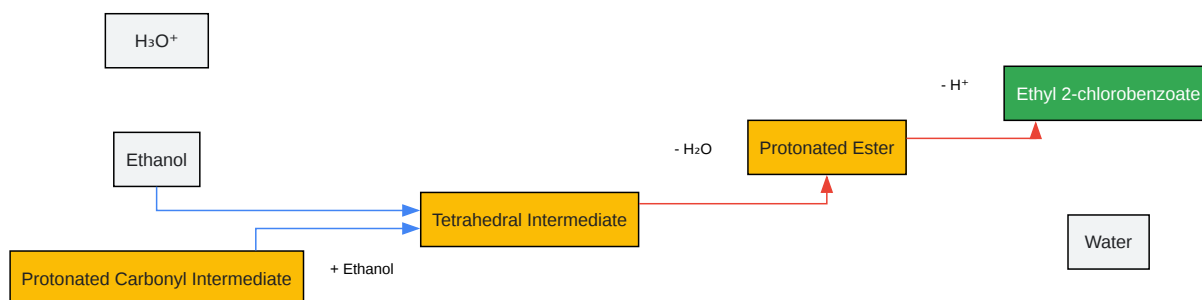 H₃O⁺
- H⁺
Ethyl 2-chlorobenzoate
Ethanol
- H₂O
Protonated Ester
Tetrahedral Intermediate
Water
Protonated Carbonyl Intermediate
+ Ethanol